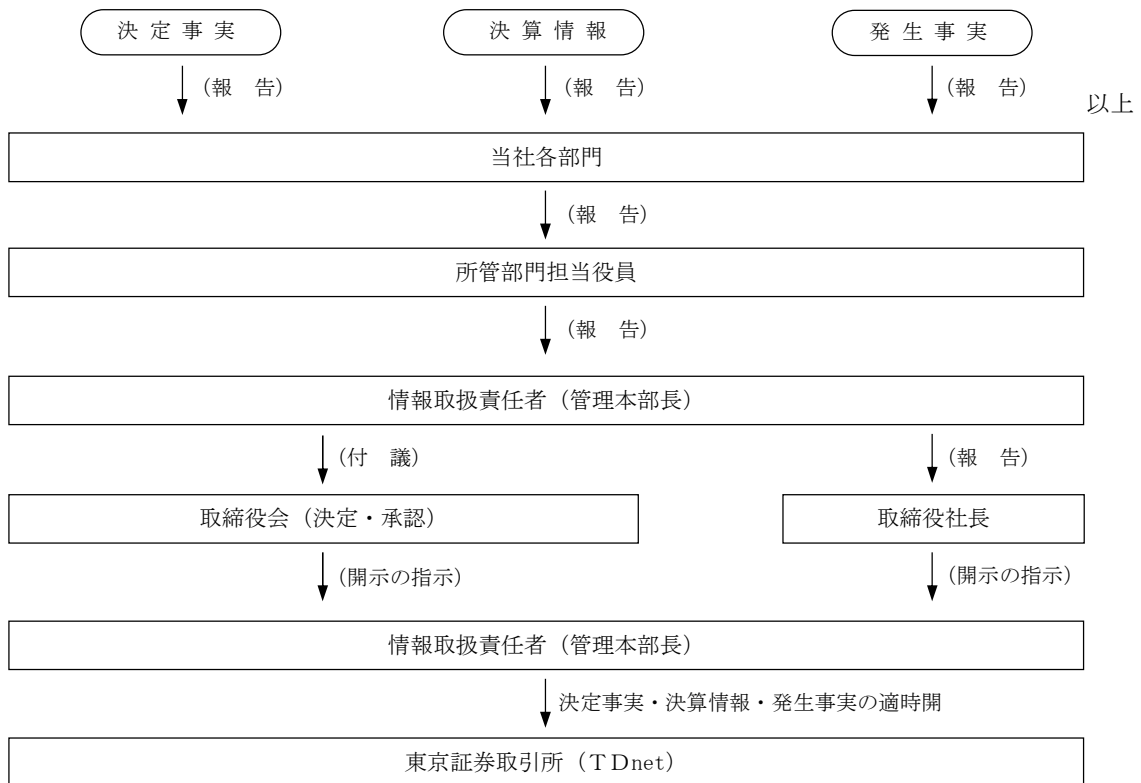 決 定 事 実
決 算 情 報
発 生 事 実
(報 告)
(報 告)
(報 告)
以上
当社各部門
(報 告)
所管部門担当役員
(報 告)
情報取扱責任者（管理本部長）
(付 議)
(報 告)
取締役会（決定・承認）
取締役社長
(開示の指示)
(開示の指示)
情報取扱責任者（管理本部長）
決定事実・決算情報・発生事実の適時開
東京証券取引所（ＴＤnet）